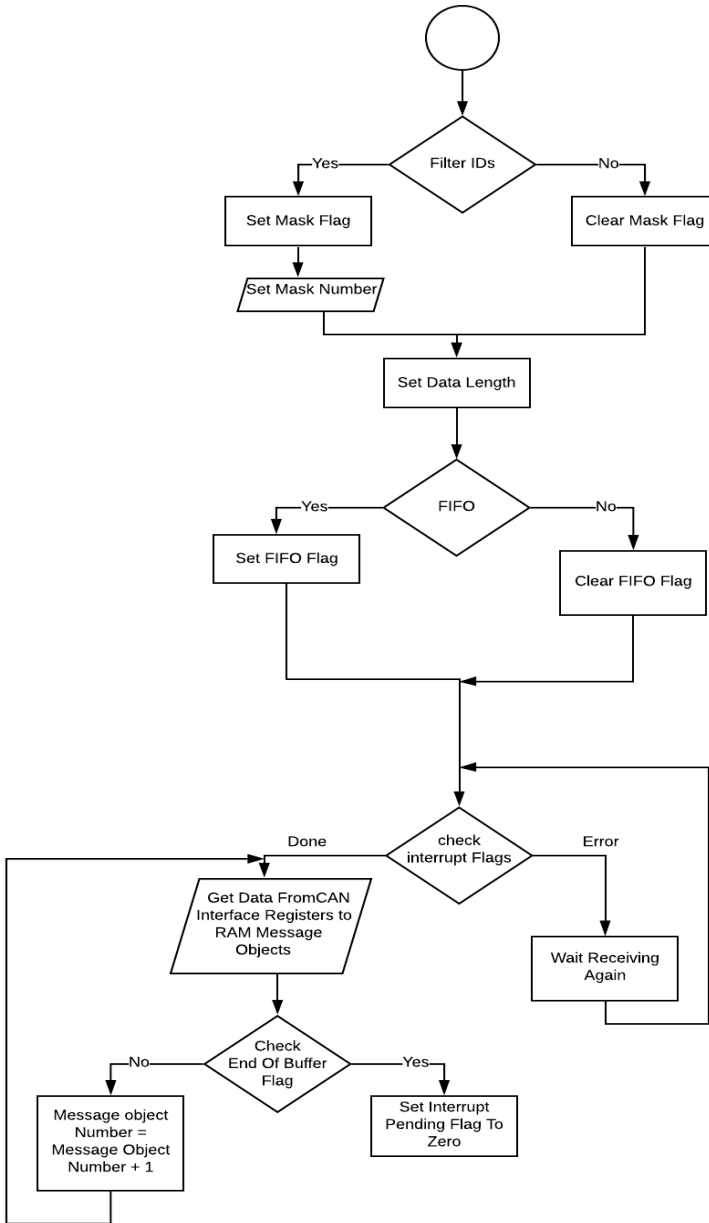 Filter IDs
Yes
No
Set Mask Flag
Clear Mask Flag
Set Mask Number
Set Data Length
FIFO
Yes
No
Set FIFO Flag
Clear FIFO Flag
check
interrupt Flags
Done
Error
Get Data FromCAN
Interface Registers to
RAM Message
Objects
Wait Receiving
Again
Check
End Of Buffer
Flag
No
Yes
Message object
Number =
Message Object
Number + 1
Set Interrupt
Pending Flag To
Zero